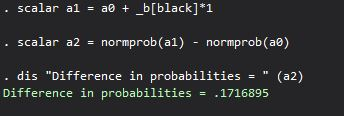 . scalar a1 = a0 + _b[black]*1
. scalar a2 = normprob(a1) - normprob(a0)
. dis "Difference in probabilities = " (a2)
Difference in probabilities = .1716895